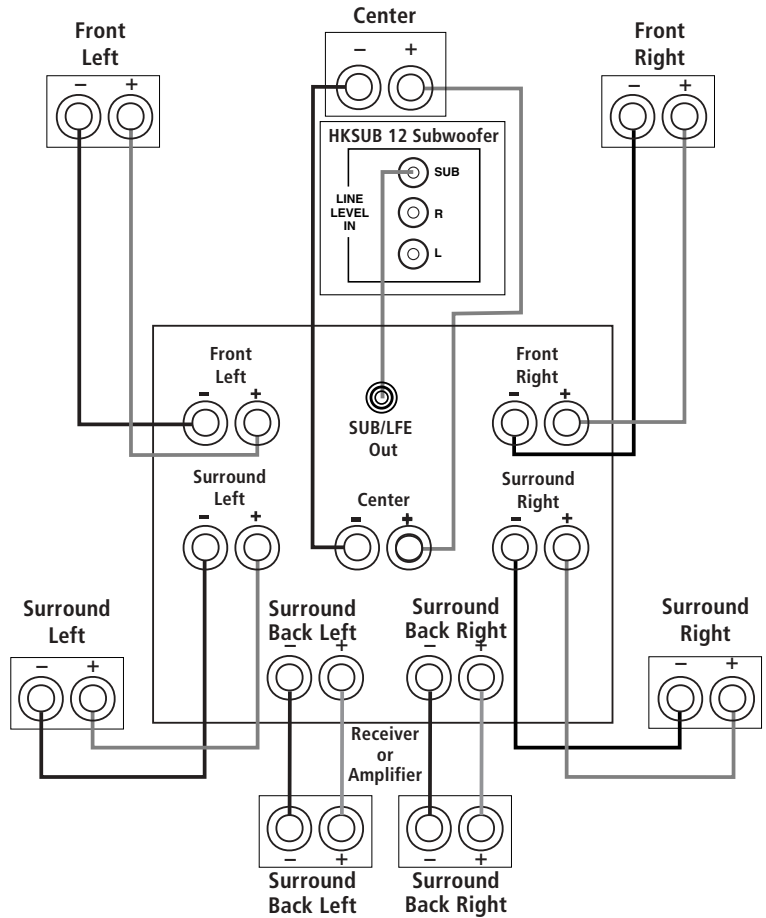 Center
Front
Left
Front
Right
– +
– +
– +
HKSUB 12 Subwoofer
SUB
LINE
LEVEL
IN
R
L
Front
Left
Front
Right
– +
– +
SUB/LFE
Out
Surround
Left
Center
Surround
Right
– +
– +
– +
Surround
Left
Surround
Back Left
Surround
Back Right
Surround
Right
– +
– +
– +
– +
Receiver
or
Amplifier
– +
– +
Surround
Back Left
Surround
Back Right